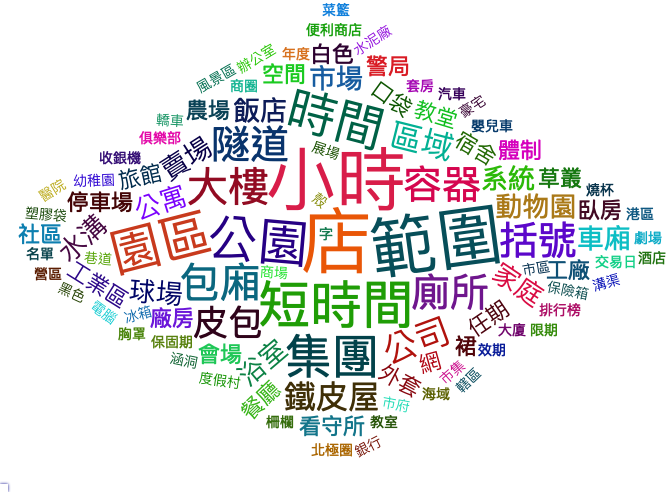 菜籃
便利商店
水泥廠
年度
白色
辦公室
警局
風景區
空間
市場
套房
汽車
商圈
口袋
豪宅
農場
飯店
時間
教堂
轎車
區域
嬰兒車
俱樂部
隧道
宿舍
體制
收銀機
賣場
展場
旅館
小時
幼稚園
大樓
容器
系統
草叢
燒杯
醫院
停車場
公寓
殼
動物園
臥房
港區
塑膠袋
水溝
園區
公園
店
字
範圍
括號
車廂
劇場
社區
名單
巷道
包廂
商場
廁所
家庭
市區
工廠
交易日
酒店
營區
黑色
工業區
球場
短時間
保險箱
溝渠
電腦
冰箱
廠房
皮包
任期
排行榜
胸罩
保固期
公司
大廈
限期
涵洞
會場
浴室
集團
網
裙
效期
度假村
外套
市集
轄區
餐廳
鐵皮屋
市府
海域
柵欄
看守所
教室
北極圈
銀行